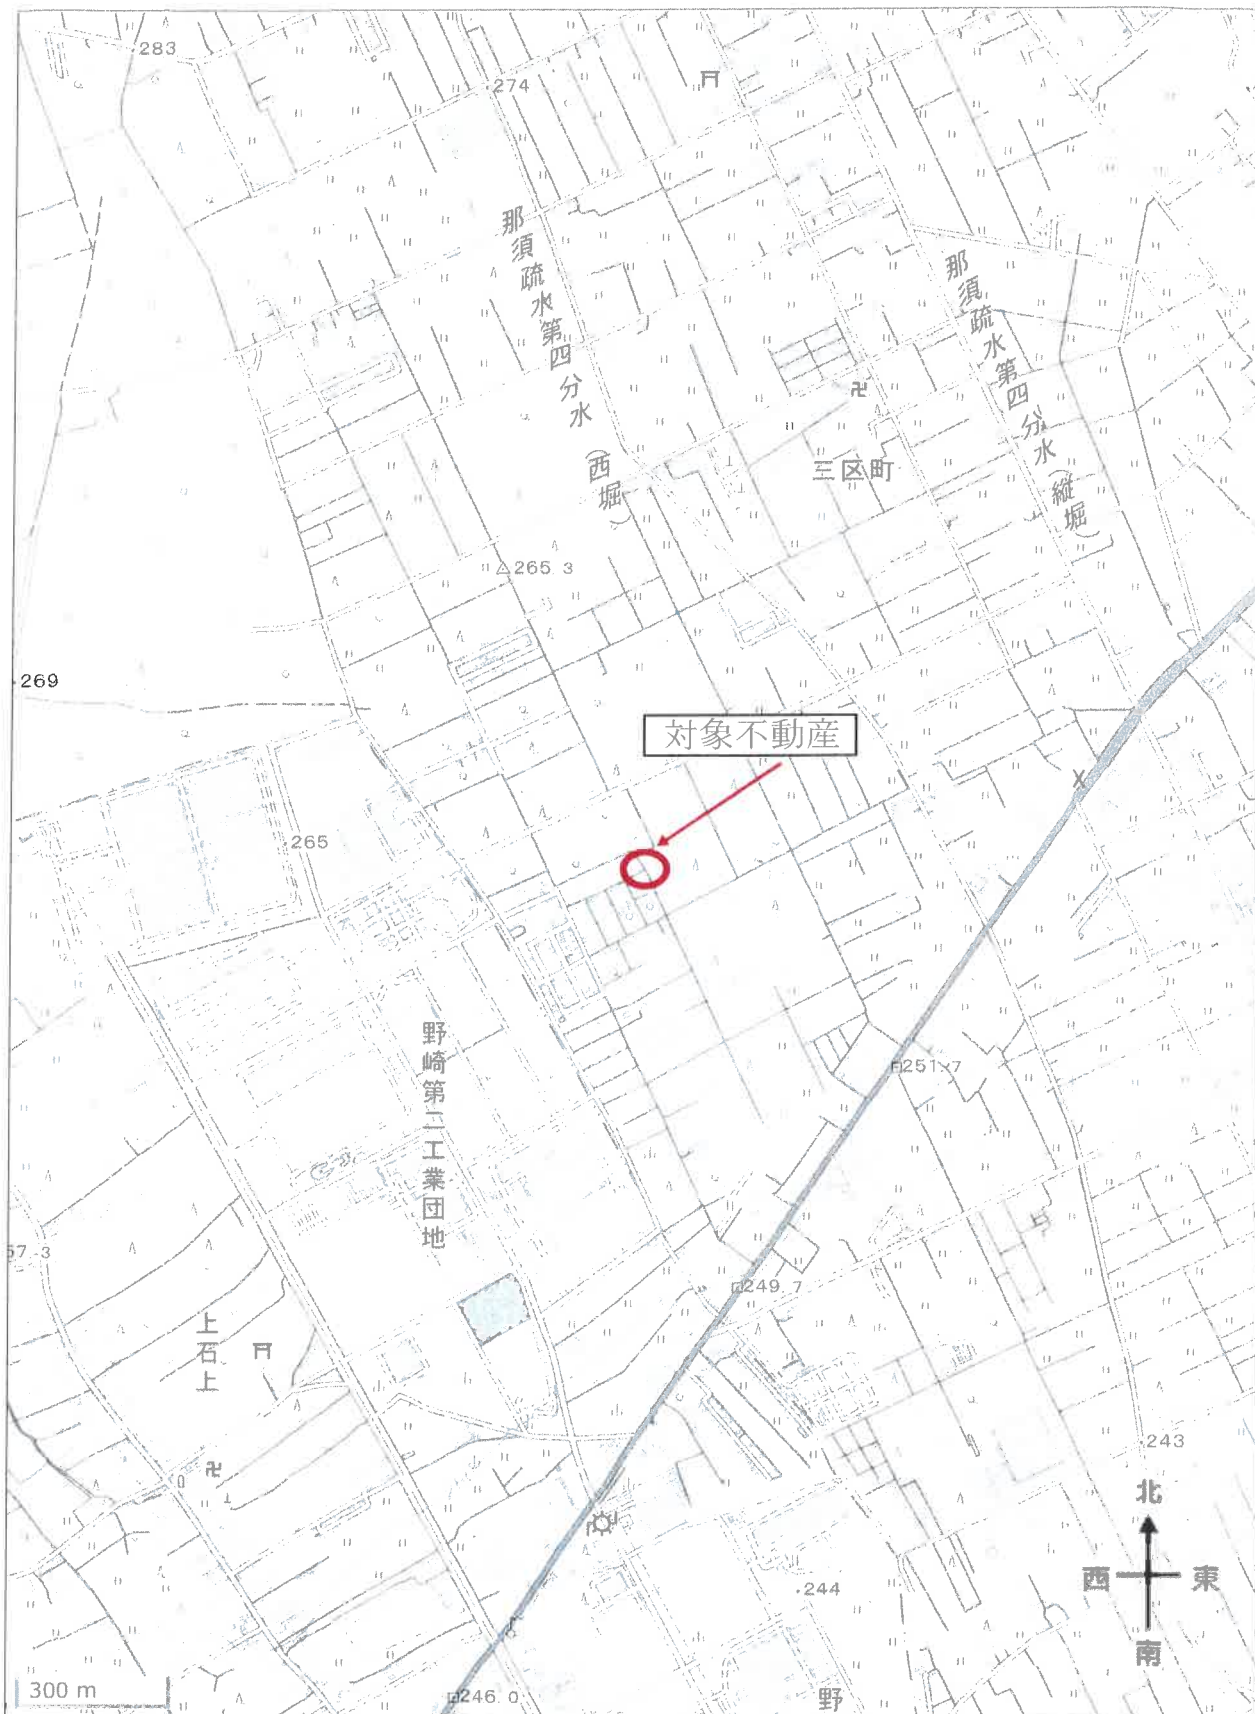 283
274
那須疏水第四分水（西堀）
那須疏水第四分水（縦堀）
三区町
265.3
269
対象不動産
265
野崎第二工業団地
251.7
57.3
249.7
上石上
243
北
西 東
南
244
300 m
246.0
野